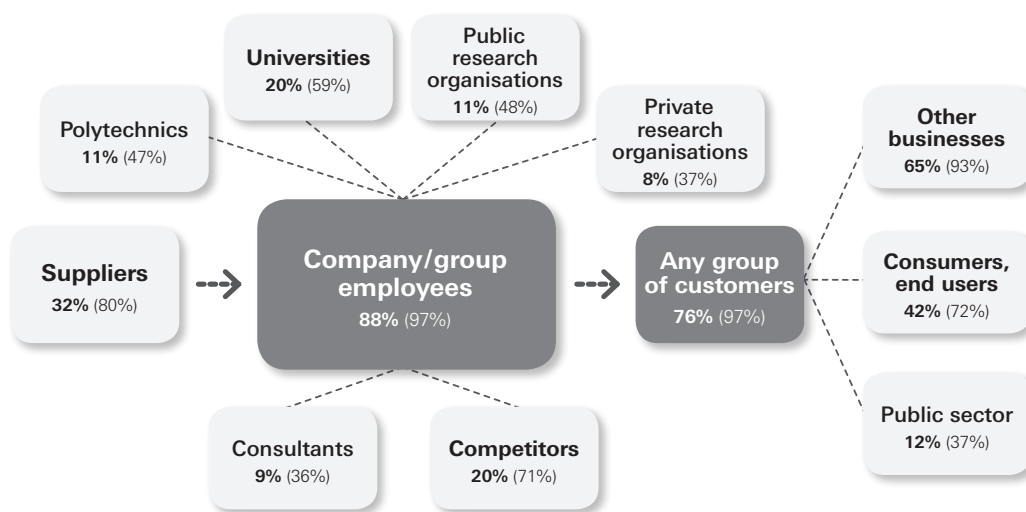 Universities
20% (59%)
Public
research
organisations
11% (48%)
Polytechnics
11% (47%)
Private
research
organisations
8% (37%)
Other
businesses
65% (93%)
Suppliers
32% (80%)
Company/group
employees
88% (97%)
Any group
of customers
76% (97%)
Consumers,
end users
42% (72%)
Consultants
9% (36%)
Competitors
20% (71%)
Public sector
12% (37%)